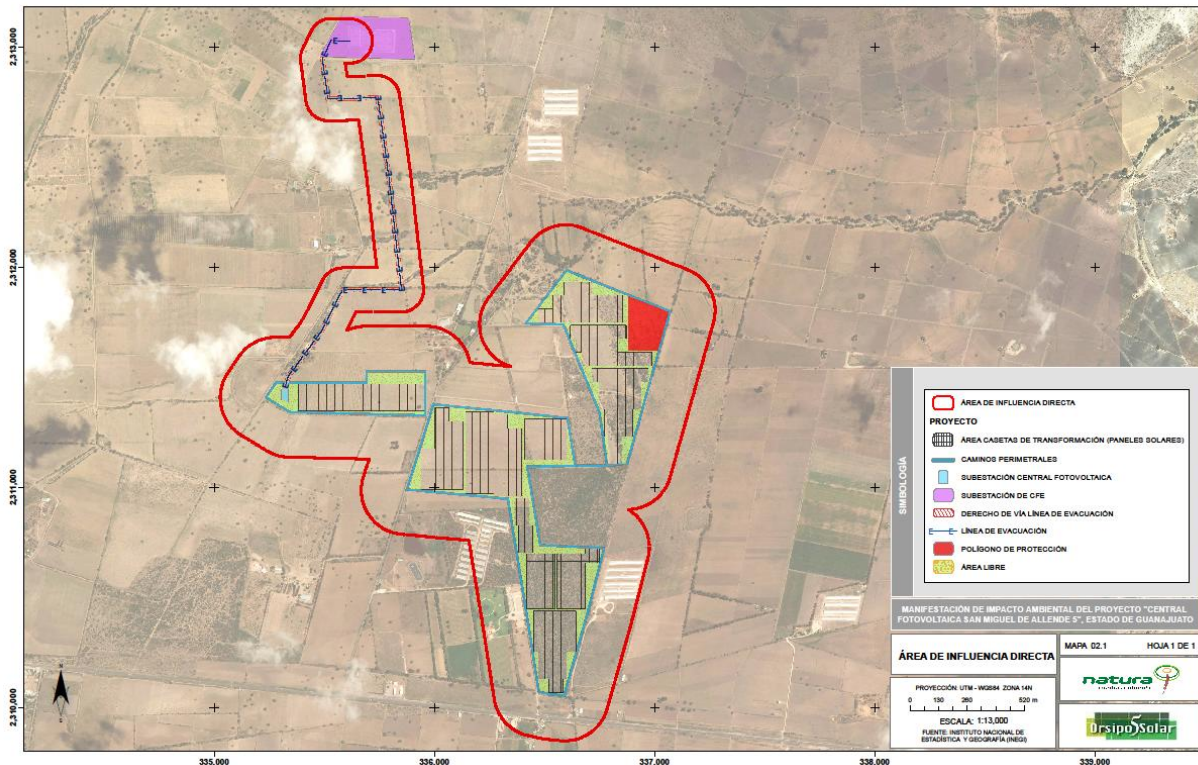 2,313,000
2,312,000
2,311,000
2,310,000
335,000
336,000
337,000
338,000
339,000
SIMBOLOGÍA
ÁREA DE INFLUENCIA DIRECTA
PROYECTO
ÁREA CASETAS DE TRANSFORMACIÓN (PANELES SOLARES)
CAMINOS PERIMETRALES
SUBESTACIÓN CENTRAL FOTOVOLTAICA
SUBESTACIÓN DE CFE
DERECHO DE VÍA LÍNEA DE EVACUACIÓN
LÍNEA DE EVACUACIÓN
POLÍGONO DE PROTECCIÓN
ÁREA LIBRE
MANIFESTACIÓN DE IMPACTO AMBIENTAL DEL PROYECTO "CENTRAL
FOTOVOLTAICA SAN MIGUEL DE ALLENDE 5", ESTADO DE GUANAJUATO
ÁREA DE INFLUENCIA DIRECTA
MAPA 02.1 HOJA 1 DE 1
PROYECCIÓN: UTM - WGS84 ZONA 14N
0 130 260 520 m
ESCALA: 1:13,000
FUENTE: INSTITUTO NACIONAL DE
ESTADÍSTICA Y GEOGRAFÍA (INEGI)
natura
Orsipo5Solar